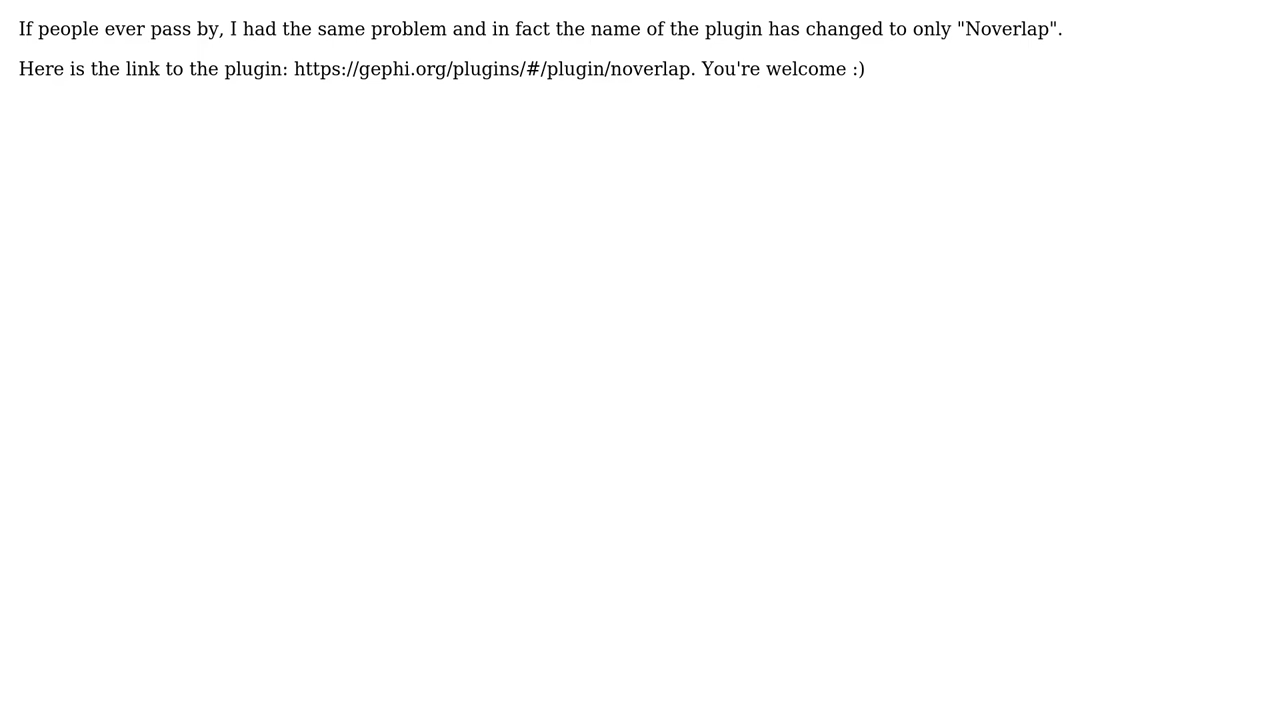 If people ever pass by, I had the same problem and in fact the name of the plugin has changed to only "Noverlap".
Here is the link to the plugin: https://gephi.org/plugins/#/plugin/noverlap. You're welcome :)